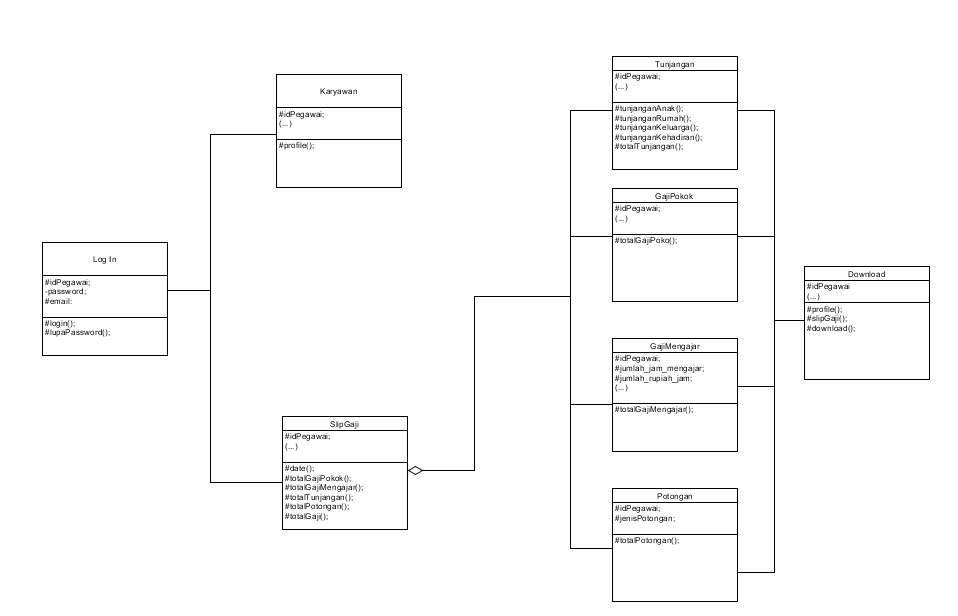 Tunjangan
#idPegawai;
(...)
#tunjanganAnak();
#tunjanganRumah();
#tunjanganKeluarga();
#tunjanganKehadiran();
#totalTunjangan();
Karyawan
#idPegawai;
(...)
#profile();
GajiPokok
#idPegawai;
(...)
#totalGajiPoko();
Log In
#idPegawai;
-password;
#email:
#login();
#lupaPassword();
Download
#idPegawai
(...)
#profile();
#slipGaji();
#download();
GajiMengajar
#idPegawai;
#jumlah_jam_mengajar;
#jumlah_rupiah_jam;
(...)
#totalGajiMengajar();
SlipGaji
#idPegawai;
(...)
#date();
#totalGajiPokok();
#totalGajiMengajar();
#totalTunjangan();
#totalPotongan();
#totalGaji();
Potongan
#idPegawai;
#jenisPotongan;
#totalPotongan();